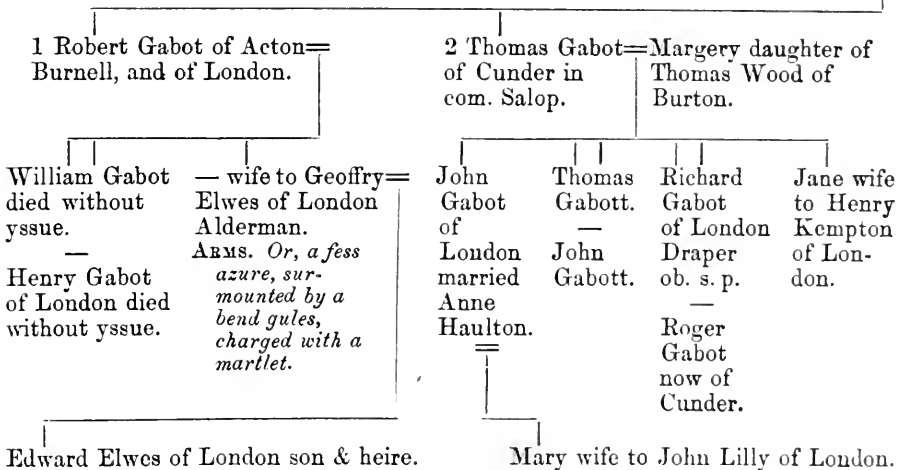 1 Robert Gabot of Acton=
Burnell, and of London.
2 Thomas Gabot=Margery daughter of
of Cunder in Thomas Wood of
com. Salop. Burton.
William Gabot
died without
yssue.
—
Henry Gabot
of London died
without yssue.
— wife to Geoffry=
Elwes of London
Alderman.
ARMS. Or, a fess
azure, sur-
mounted by a
bend gules,
charged with a
martlet.
John
Gabot
of
London
married
Anne
Haulton.
Thomas
Gabott.
—
John
Gabott.
Richard
Gabot
of London
Draper
ob. s. p.
—
Roger
Gabot
now of
Cunder.
Jane wife
to Henry
Kempton
of Lon-
don.
Edward Elwes of London son & heire.
Mary wife to John Lilly of London.